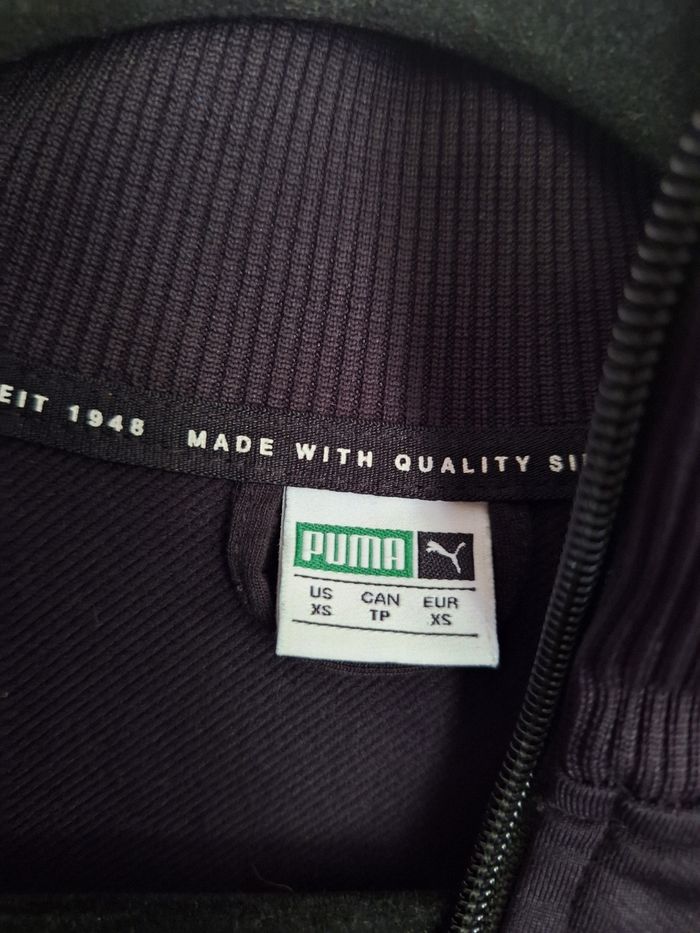 EIT 1948 MADE WITH QUALITY SI
PUMA
US CAN EUR
XS TP XS